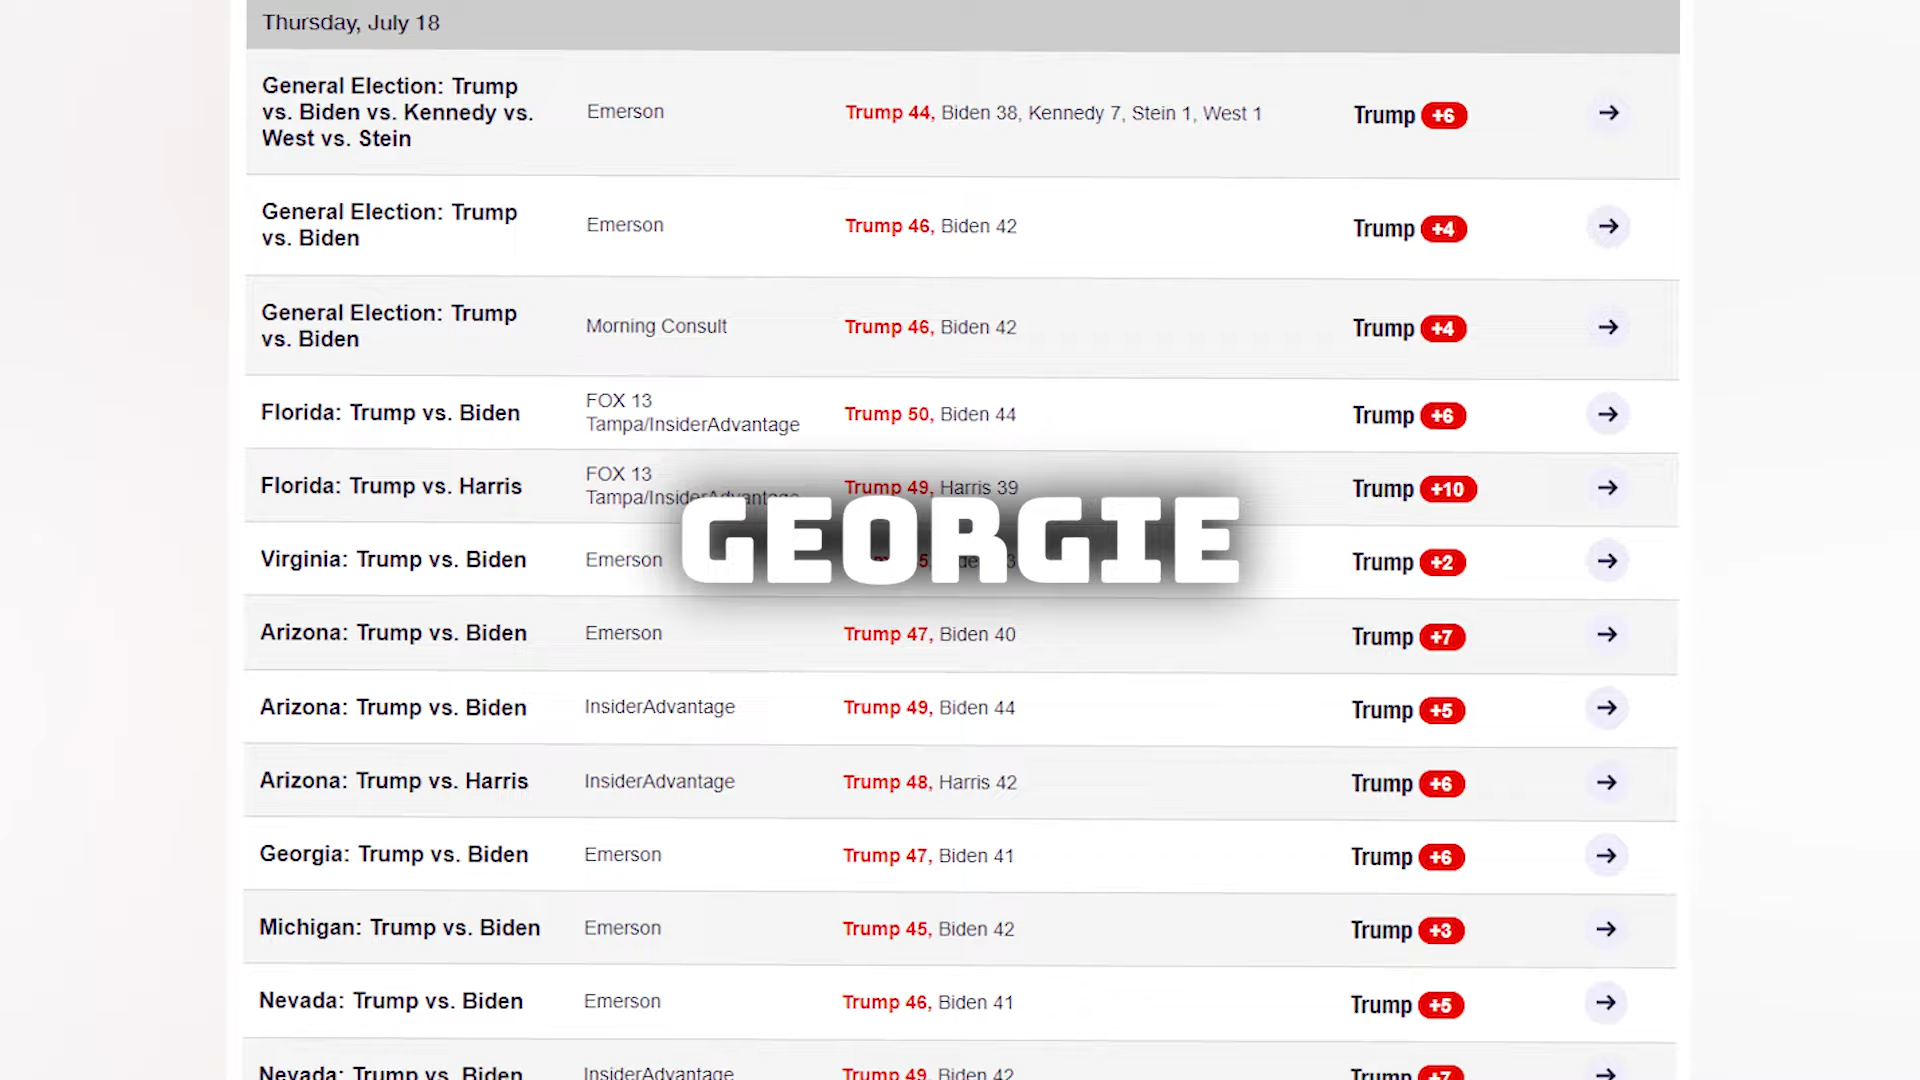 Thursday, July 18
General Election: Trump
vs. Biden vs. Kennedy vs.
West vs. Stein
Emerson
Trump 44, Biden 38, Kennedy 7, Stein 1, West 1
Trump +6
General Election: Trump
vs. Biden
Emerson
Trump 46, Biden 42
Trump +4
General Election: Trump
vs. Biden
Morning Consult
Trump 46, Biden 42
Trump +4
Florida: Trump vs. Biden
FOX 13
Tampa/InsiderAdvantage
Trump 50, Biden 44
Trump +6
Florida: Trump vs. Harris
FOX 13
Tampa/InsiderAdvantage
Trump 49, Harris 39
Trump +10
GEORGIE
Virginia: Trump vs. Biden
Emerson
Trump +2
Arizona: Trump vs. Biden
Emerson
Trump 47, Biden 40
Trump +7
Arizona: Trump vs. Biden
InsiderAdvantage
Trump 49, Biden 44
Trump +5
Arizona: Trump vs. Harris
InsiderAdvantage
Trump 48, Harris 42
Trump +6
Georgia: Trump vs. Biden
Emerson
Trump 47, Biden 41
Trump +6
Michigan: Trump vs. Biden
Emerson
Trump 45, Biden 42
Trump +3
Nevada: Trump vs. Biden
Emerson
Trump 46, Biden 41
Trump +5
Nevada: Trump vs. Biden
InsiderAdvantage
Trump 49, Biden 42
Trump +7